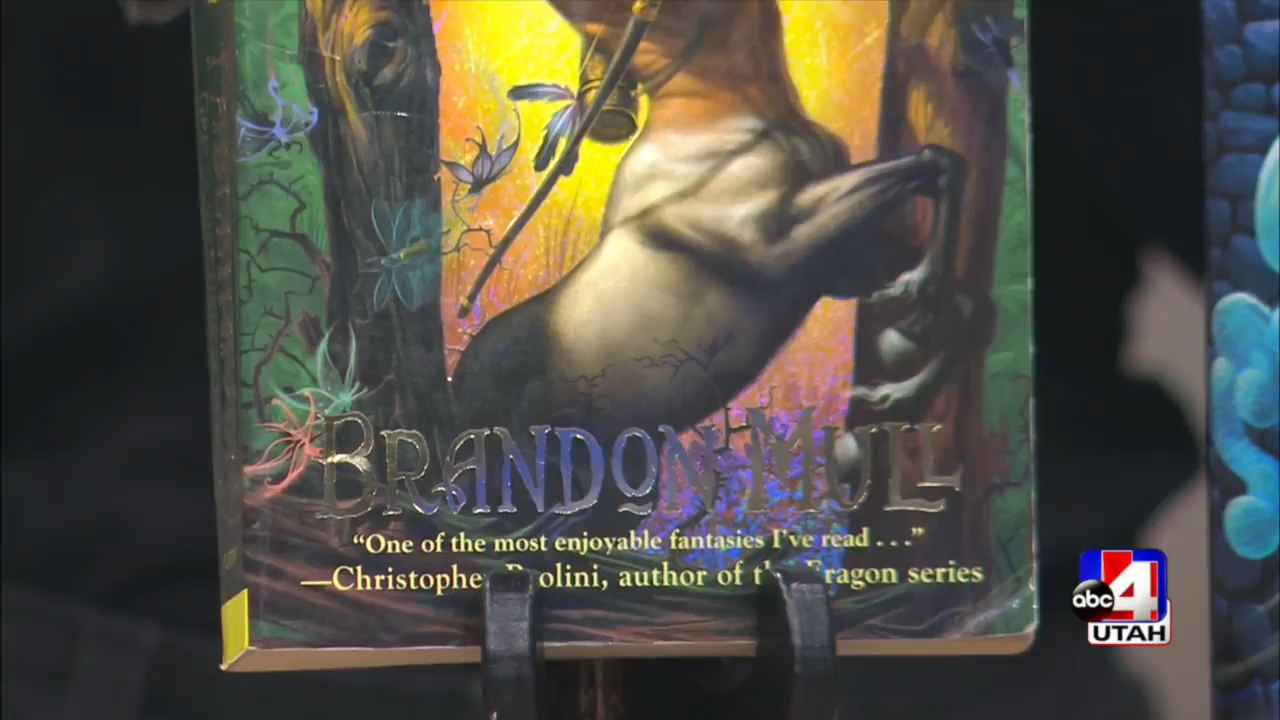 BRANDON MULL
“One of the most enjoyable fantasies I’ve read . . .”
—Christophe olini, author of t ragon series
abc 4
UTAH